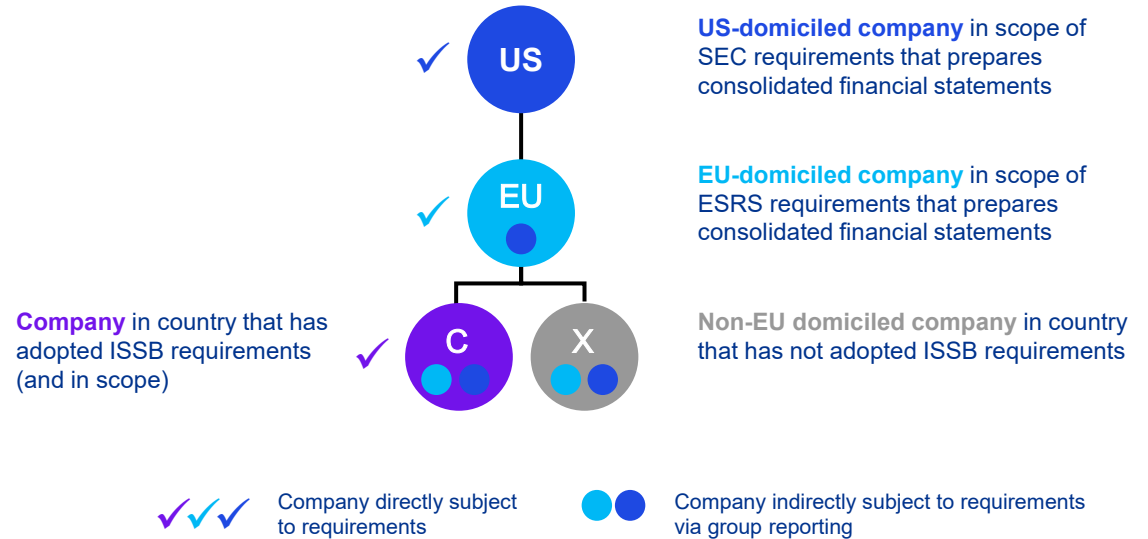 US
US-domiciled company in scope of
SEC requirements that prepares
consolidated financial statements
EU
EU-domiciled company in scope of
ESRS requirements that prepares
consolidated financial statements
Company in country that has
adopted ISSB requirements
(and in scope)
C
X
Non-EU domiciled company in country
that has not adopted ISSB requirements
Company directly subject
to requirements
Company indirectly subject to requirements
via group reporting